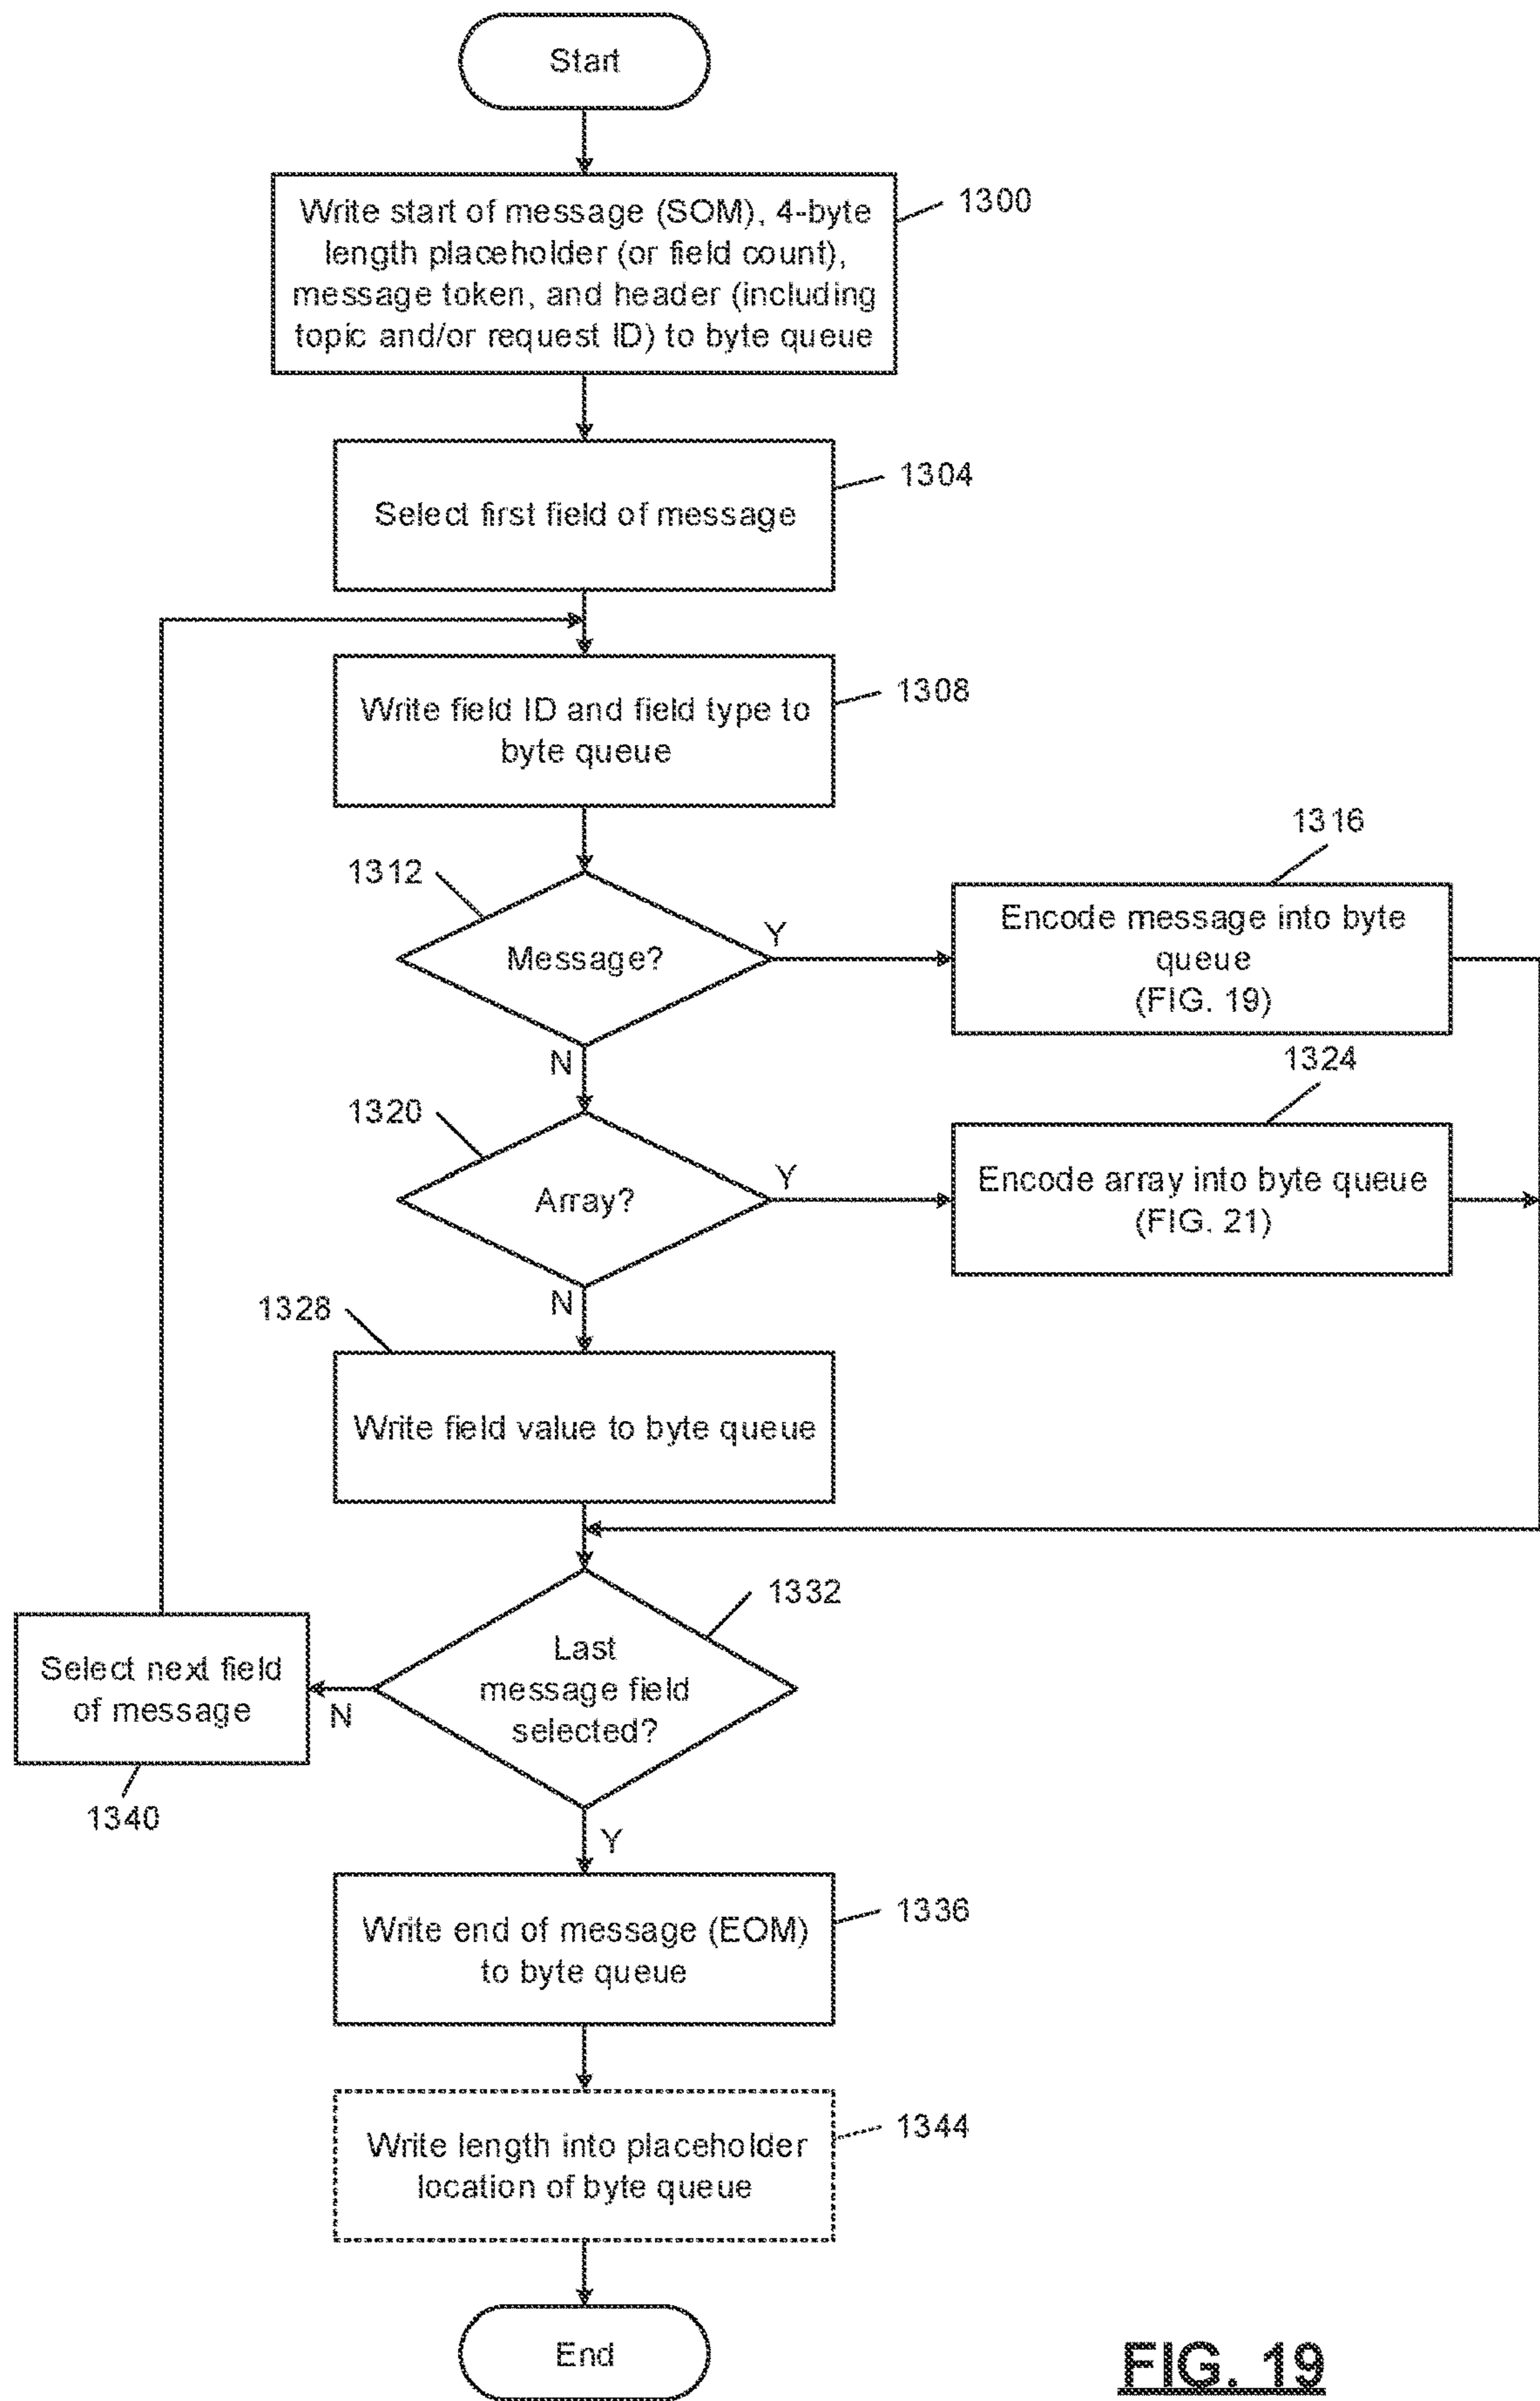 Start
Write start of message (SOM), 4-byte
length placeholder (or field count),
message token, and header (including
topic and/or request ID) to byte queue
1300
Select first field of message
1304
Write field ID and field type to
byte queue
1308
1312
Message?
Y
N
1316
Encode message into byte
queue
(FIG. 19)
1320
Array?
Y
N
1324
Encode array into byte queue
(FIG. 21)
1328
Write field value to byte queue
1332
Last
message field
selected?
N
Y
Select next field
of message
1340
Write end of message (EOM)
to byte queue
1336
Write length into placeholder
location of byte queue
1344
End
FIG. 19